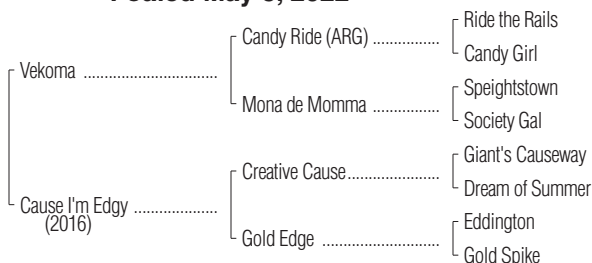 Foaled May 2022
Ride the Rails
Candy Ride (ARG) ................
Candy Girl
Vekoma ................................
Speightstown
Mona de Momma ................
Society Gal
Giant's Causeway
Creative Cause......................
Dream of Summer
Cause I'm Edgy ....................
(2016)
Eddington
Gold Edge ............................
Gold Spike